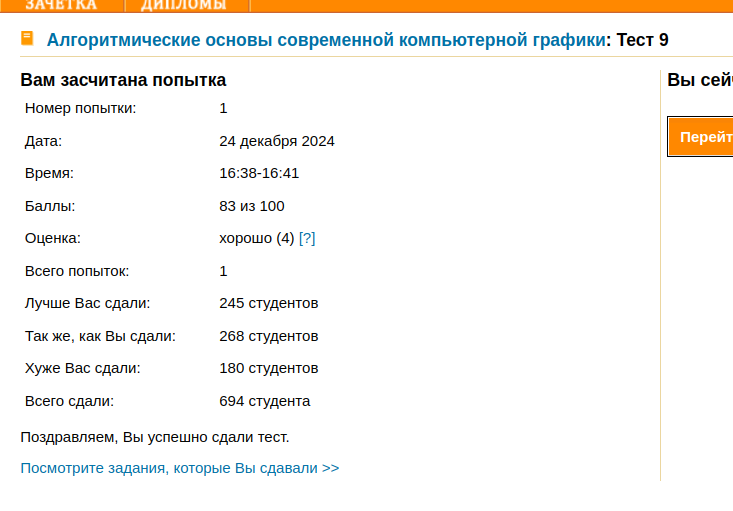 ЗАЧЕТКА ДИПЛОМЫ
Алгоритмические основы современной компьютерной графики: Тест 9
Вам засчитана попытка
Номер попытки: 1
Дата: 24 декабря 2024
Время: 16:38-16:41
Баллы: 83 из 100
Оценка: хорошо (4) [?]
Всего попыток: 1
Лучше Вас сдали: 245 студентов
Так же, как Вы сдали: 268 студентов
Хуже Вас сдали: 180 студентов
Всего сдали: 694 студента
Поздравляем, Вы успешно сдали тест.
Посмотрите задания, которые Вы сдавали >>
Вы
Перейт